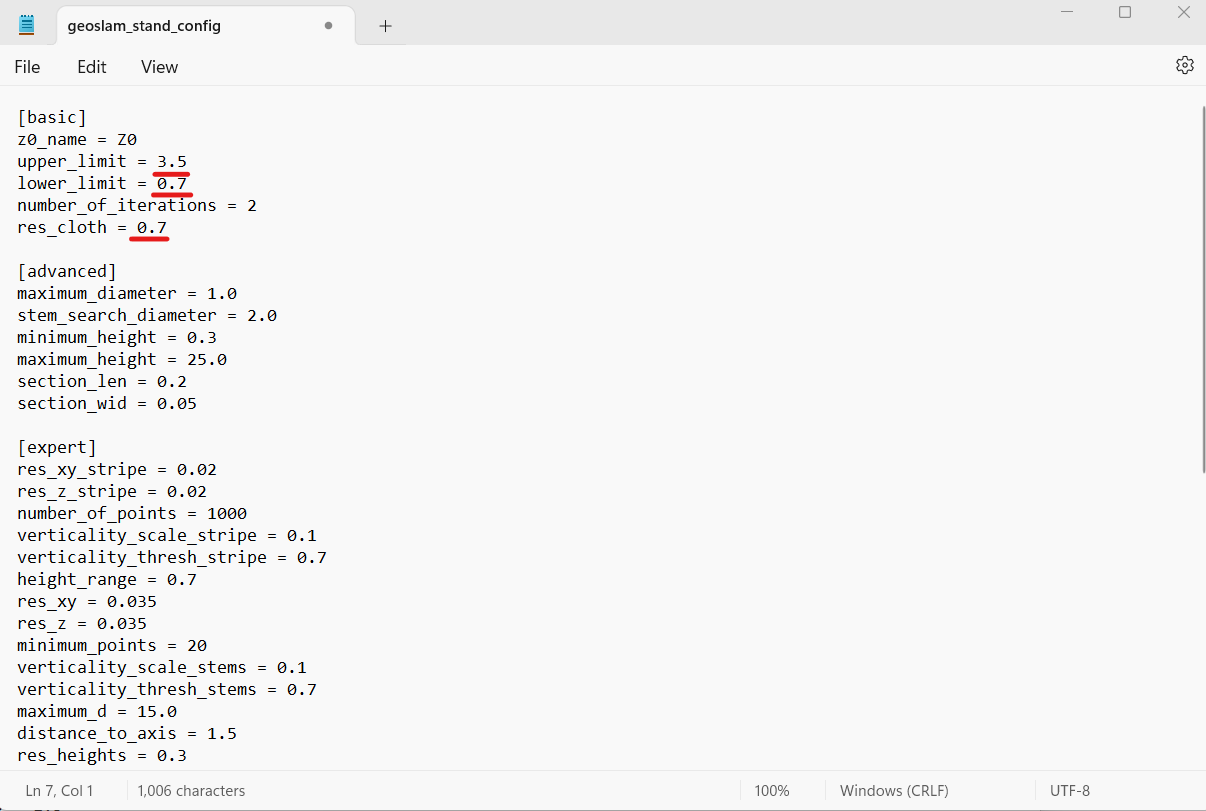 geoslam_stand_config
File Edit View
[basic]
z0_name = Z0
upper_limit = 3.5
lower_limit = 0.7
number_of_iterations = 2
res_cloth = 0.7
[advanced]
maximum_diameter = 1.0
stem_search_diameter = 2.0
minimum_height = 0.3
maximum_height = 25.0
section_len = 0.2
section_wid = 0.05
[expert]
res_xy_stripe = 0.02
res_z_stripe = 0.02
number_of_points = 1000
verticality_scale_stripe = 0.1
verticality_thresh_stripe = 0.7
height_range = 0.7
res_xy = 0.035
res_z = 0.035
minimum_points = 20
verticality_scale_stems = 0.1
verticality_thresh_stems = 0.7
maximum_d = 15.0
distance_to_axis = 1.5
res_heights = 0.3
Ln 7, Col 1 1,006 characters 100% Windows (CRLF) UTF-8